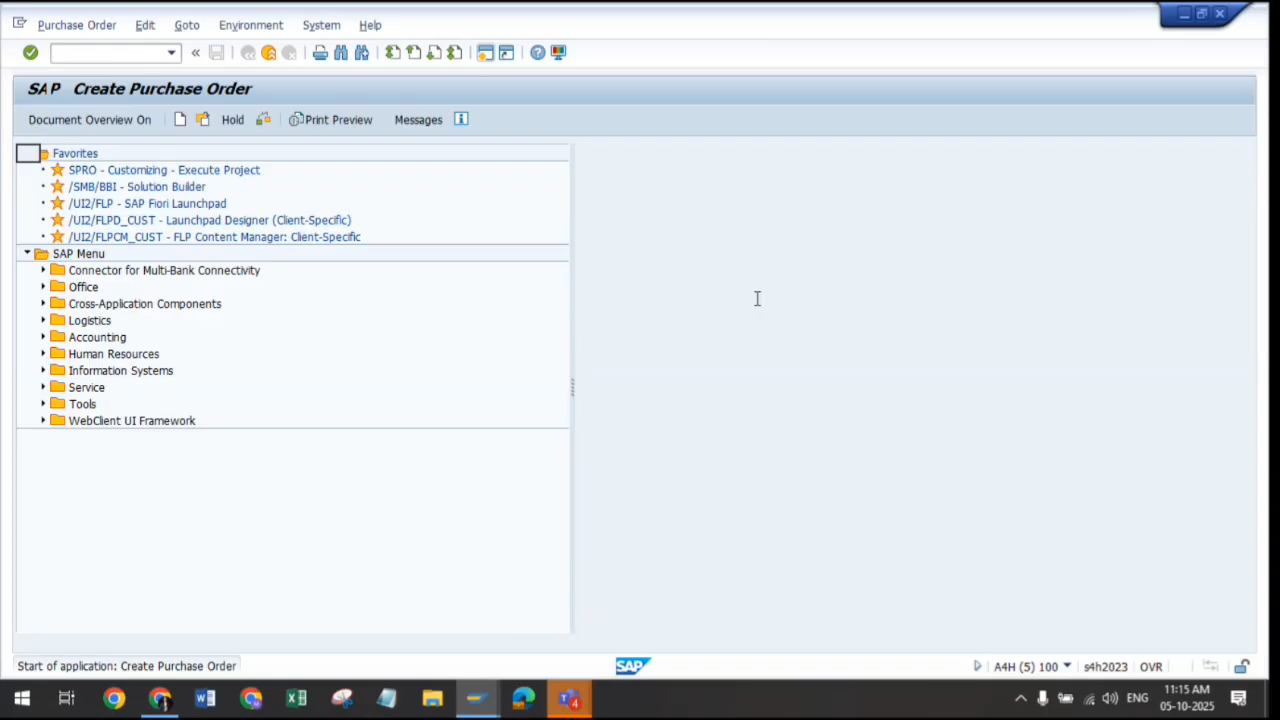 Purchase Order Edit Goto Environment System Help
SAP Create Purchase Order
Document Overview On Hold Print Preview Messages
Favorites
SPRO - Customizing - Execute Project
/SMB/BBI - Solution Builder
/UI2/FLP - SAP Fiori Launchpad
/UI2/FLPD_CUST - Launchpad Designer (Client-Specific)
/UI2/FLPCM_CUST - FLP Content Manager: Client-Specific
SAP Menu
Connector for Multi-Bank Connectivity
Office
Cross-Application Components
Logistics
Accounting
Human Resources
Information Systems
Service
Tools
WebClient UI Framework
Start of application: Create Purchase Order SAP A4H (5) 100 s4h2023 OVR
4 ENG 11:15 AM
05-10-2025